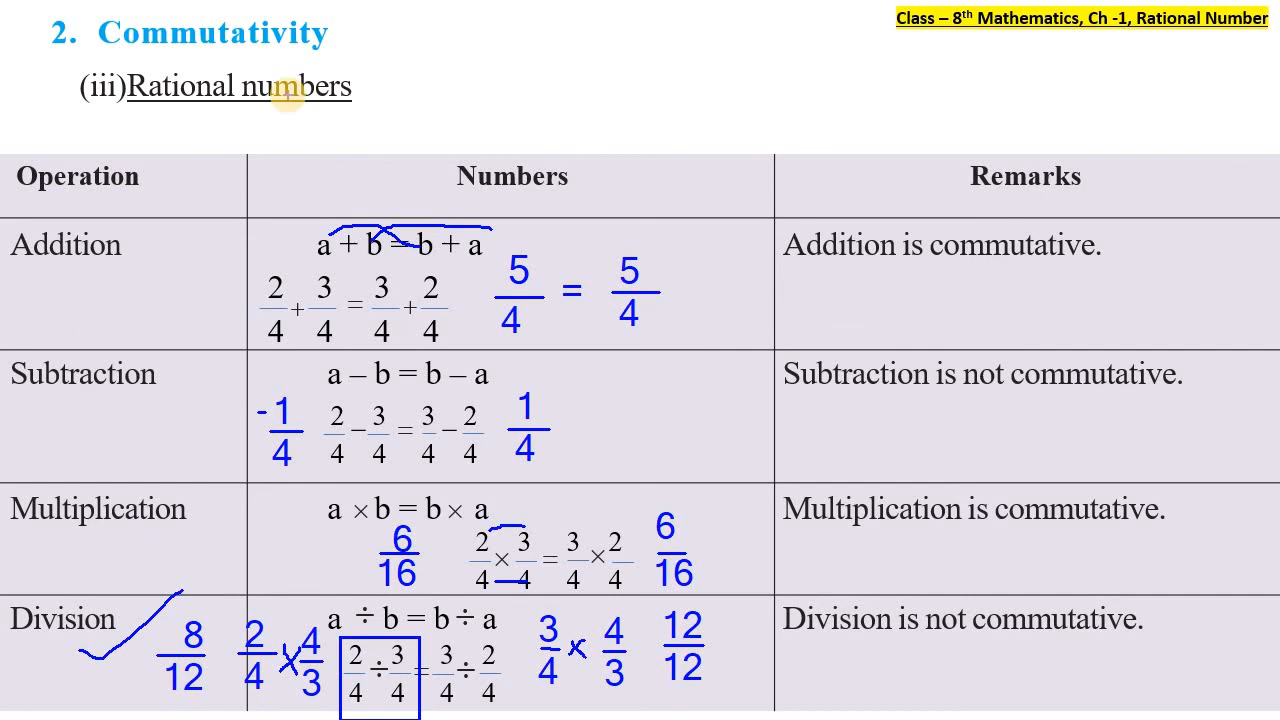 Class – 8th Mathematics, Ch -1, Rational Number
2. Commutativity
(iii)Rational numbers
Operation Numbers Remarks
Addition a + b = b + a Addition is commutative.
2/4 + 3/4 = 3/4 + 2/4 5/4 = 5/4
Subtraction a – b = b – a Subtraction is not commutative.
-1/4 2/4 – 3/4 = 3/4 – 2/4 1/4
Multiplication a × b = b × a Multiplication is commutative.
6/16 2/4 × 3/4 = 3/4 × 2/4 6/16
Division a ÷ b = b ÷ a Division is not commutative.
8/12 2/4 × 4/3 2/4 ÷ 3/4 = 3/4 ÷ 2/4 3/4 × 4/3 12/12